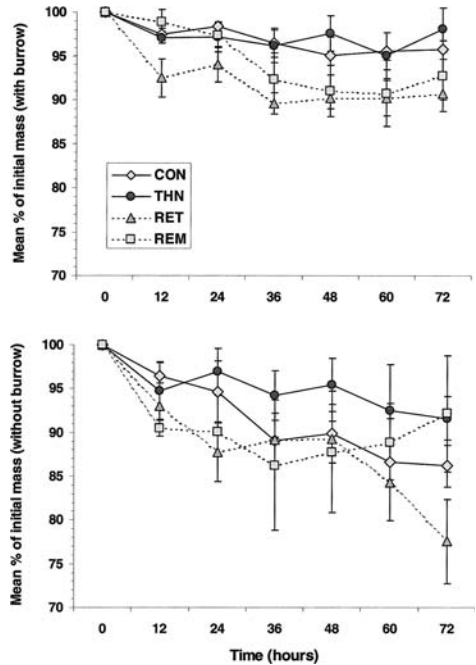 Mean % of initial mass (with burrow)
100
95
90
85
80
75
70
CON
THN
RET
REM
0 12 24 36 48 60 72
Mean % of initial mass (without burrow)
100
95
90
85
80
75
70
0 12 24 36 48 60 72
Time (hours)